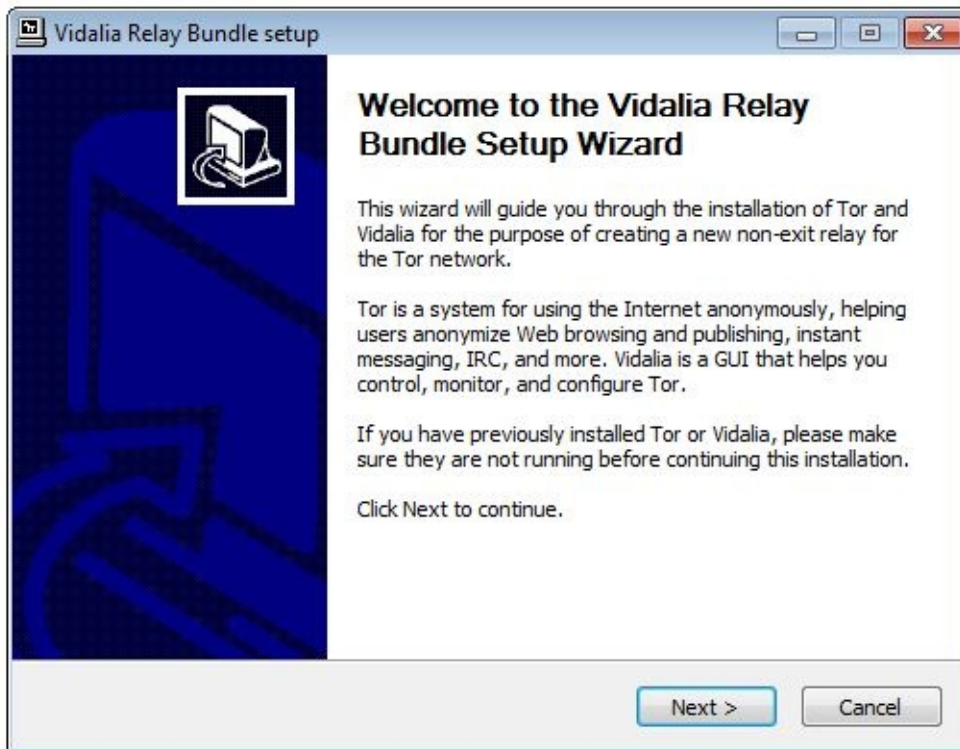 Vidalia Relay Bundle setup
Welcome to the Vidalia Relay
Bundle Setup Wizard
This wizard will guide you through the installation of Tor and
Vidalia for the purpose of creating a new non-exit relay for
the Tor network.
Tor is a system for using the Internet anonymously, helping
users anonymize Web browsing and publishing, instant
messaging, IRC, and more. Vidalia is a GUI that helps you
control, monitor, and configure Tor.
If you have previously installed Tor or Vidalia, please make
sure they are not running before continuing this installation.
Click Next to continue.
Next >
Cancel